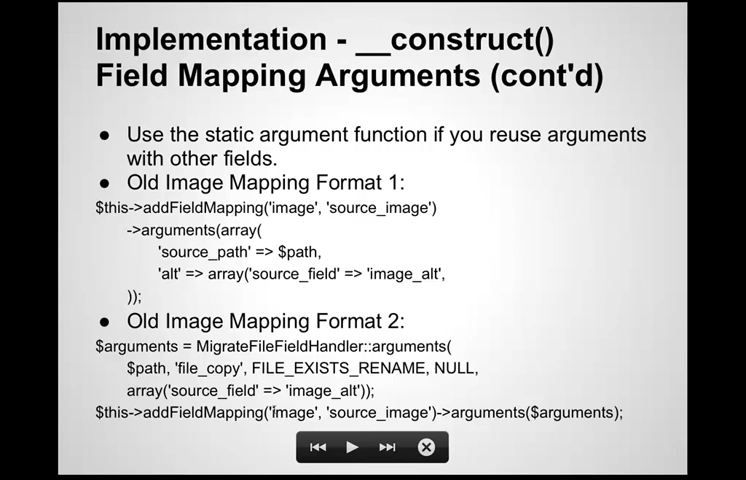 Implementation - __construct()
Field Mapping Arguments (cont'd)
● Use the static argument function if you reuse arguments
with other fields.
● Old Image Mapping Format 1:
$this->addFieldMapping('image', 'source_image')
->arguments(array(
'source_path' => $path,
'alt' => array('source_field' => 'image_alt',
));
● Old Image Mapping Format 2:
$arguments = MigrateFileFieldHandler::arguments(
$path, 'file_copy', FILE_EXISTS_RENAME, NULL,
array('source_field' => 'image_alt'));
$this->addFieldMapping('image', 'source_image')->arguments($arguments);